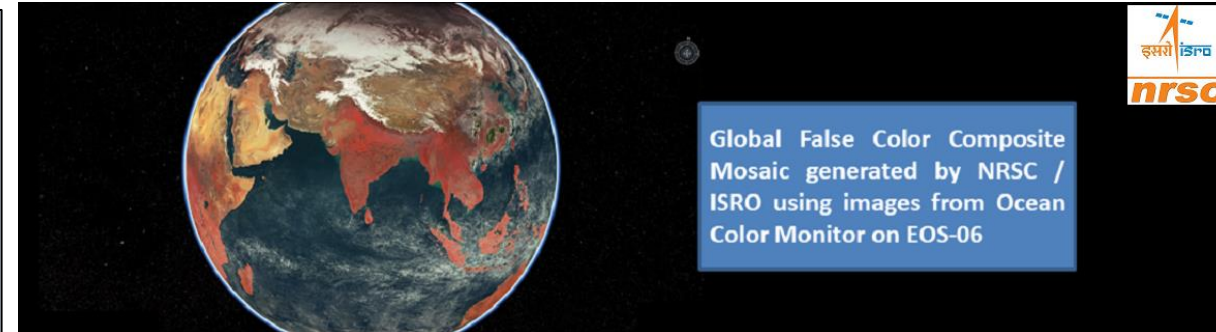 इसरो isro
nrsc
Global False Color Composite
Mosaic generated by NRSC /
ISRO using images from Ocean
Color Monitor on EOS-06